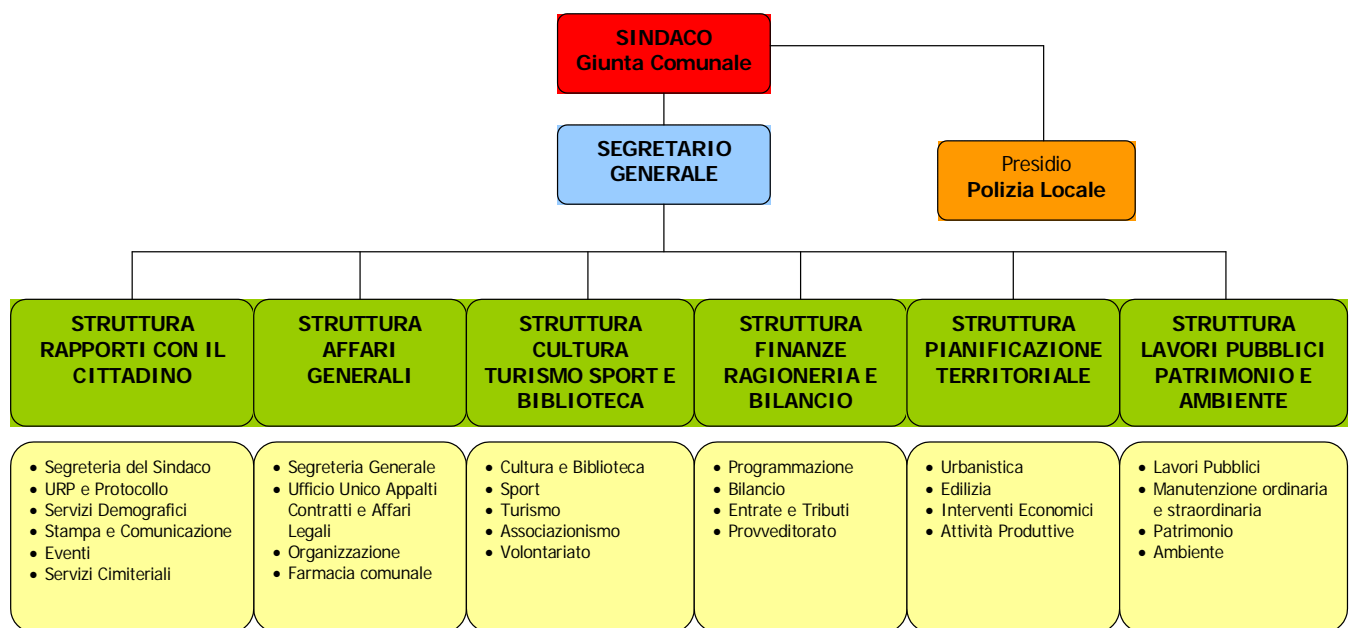 SINDACO
Giunta Comunale
SEGRETARIO
GENERALE
Presidio
Polizia Locale
STRUTTURA
RAPPORTI CON IL
CITTADINO
STRUTTURA
AFFARI
GENERALI
STRUTTURA
CULTURA
TURISMO SPORT E
BIBLIOTECA
STRUTTURA
FINANZE
RAGIONERIA E
BILANCIO
STRUTTURA
PIANIFICAZIONE
TERRITORIALE
STRUTTURA
LAVORI PUBBLICI
PATRIMONIO E
AMBIENTE
• Segreteria del Sindaco
• URP e Protocollo
• Servizi Demografici
• Stampa e Comunicazione
• Eventi
• Servizi Cimiteriali
• Segreteria Generale
• Ufficio Unico Appalti
Contratti e Affari
Legali
• Organizzazione
• Farmacia comunale
• Cultura e Biblioteca
• Sport
• Turismo
• Associazionismo
• Volontariato
• Programmazione
• Bilancio
• Entrate e Tributi
• Provveditorato
• Urbanistica
• Edilizia
• Interventi Economici
• Attività Produttive
• Lavori Pubblici
• Manutenzione ordinaria
e straordinaria
• Patrimonio
• Ambiente